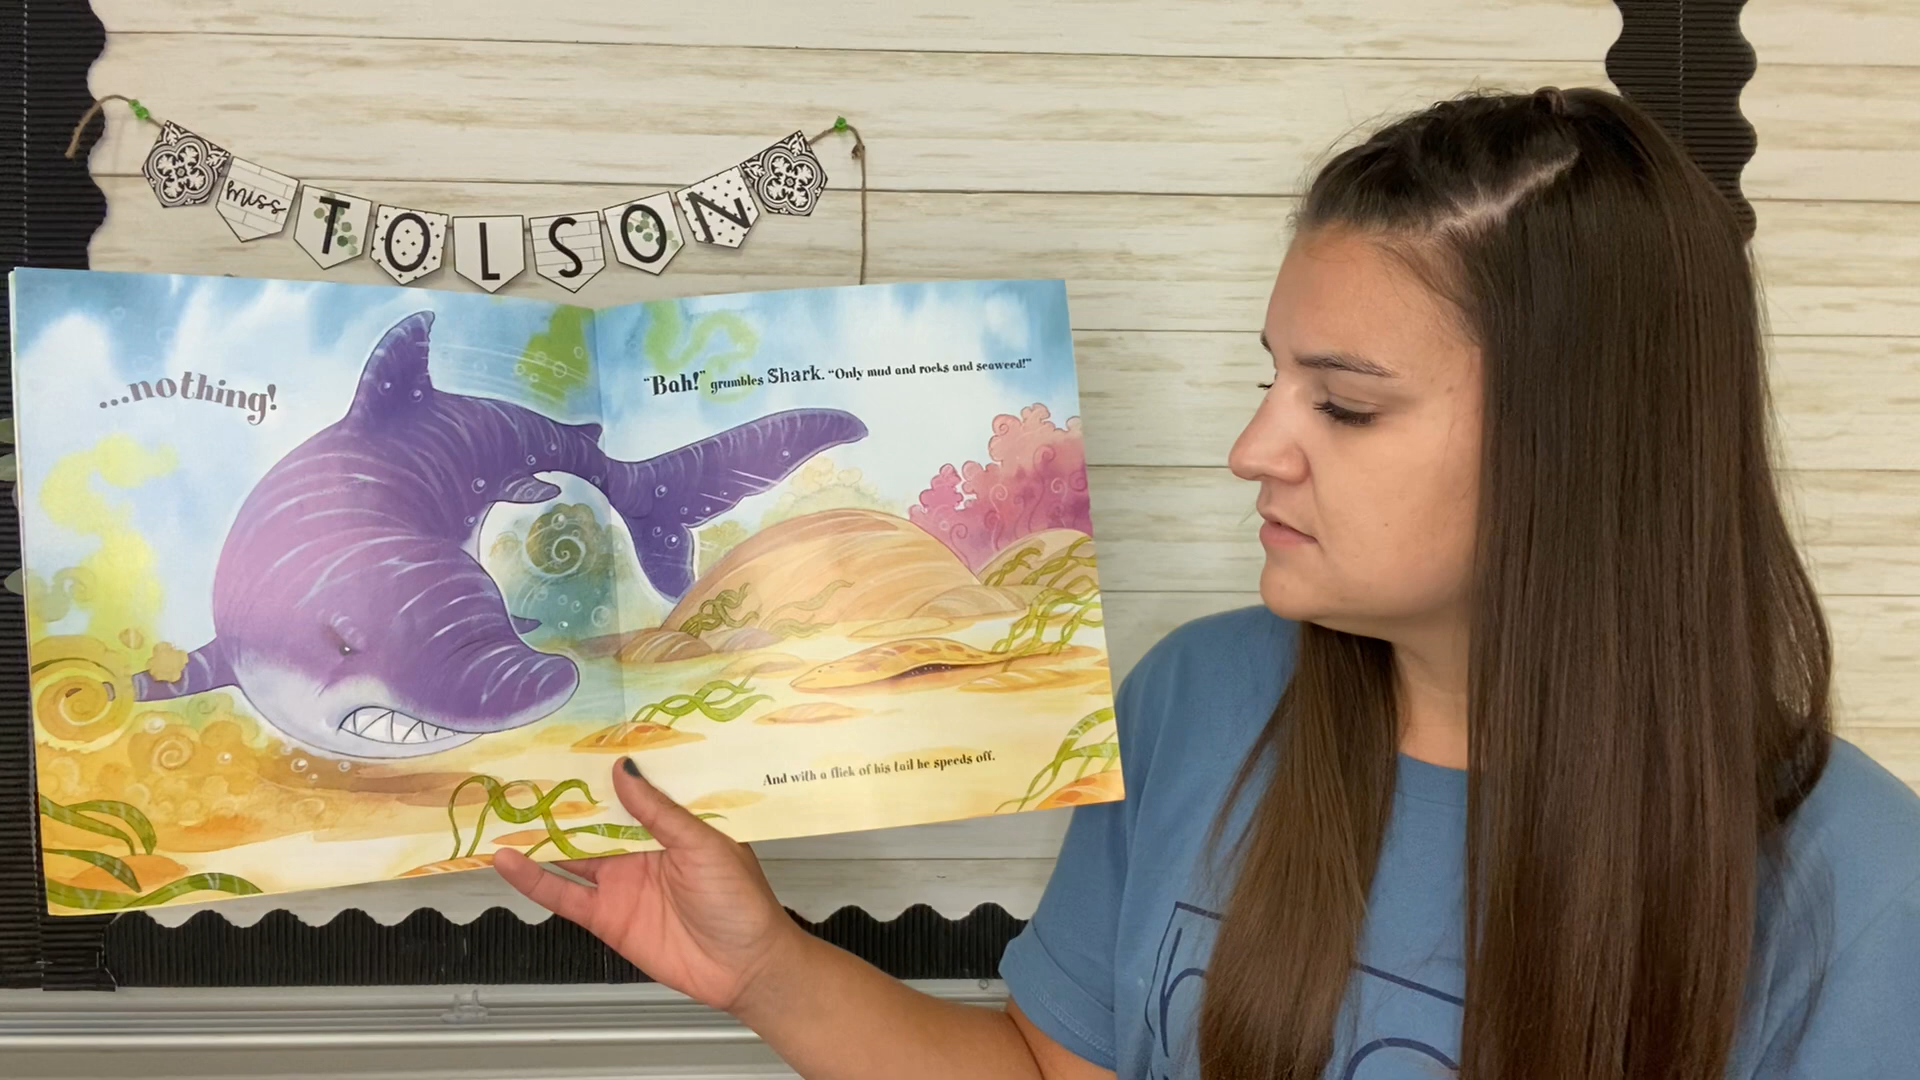 miss
TOLSON
...nothing!
"Bah!" grumbles Shark. "Only mud and rocks and seaweed!"
And with a flick of his tail he speeds off.